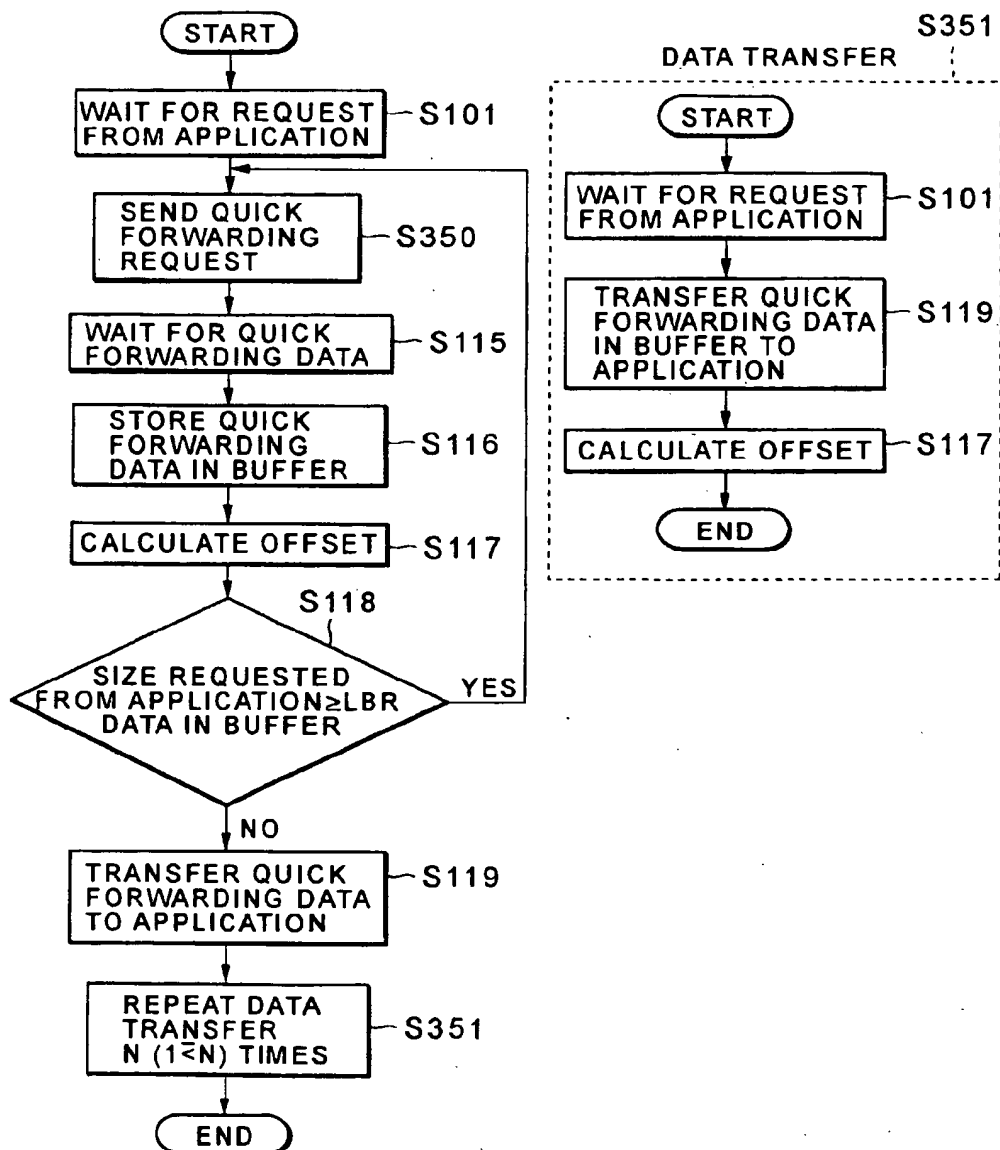 START
WAIT FOR REQUEST
FROM APPLICATION
S101
SEND QUICK
FORWARDING
REQUEST
S350
WAIT FOR QUICK
FORWARDING DATA
S115
STORE QUICK
FORWARDING
DATA IN BUFFER
S116
CALCULATE OFFSET
S117
S118
SIZE REQUESTED
FROM APPLICATION≥LBR
DATA IN BUFFER
YES
NO
TRANSFER QUICK
FORWARDING DATA
TO APPLICATION
S119
REPEAT DATA
TRANSFER
N (1≤N) TIMES
S351
END
S351
DATA TRANSFER
START
WAIT FOR REQUEST
FROM APPLICATION
S101
TRANSFER QUICK
FORWARDING DATA
IN BUFFER TO
APPLICATION
S119
CALCULATE OFFSET
S117
END